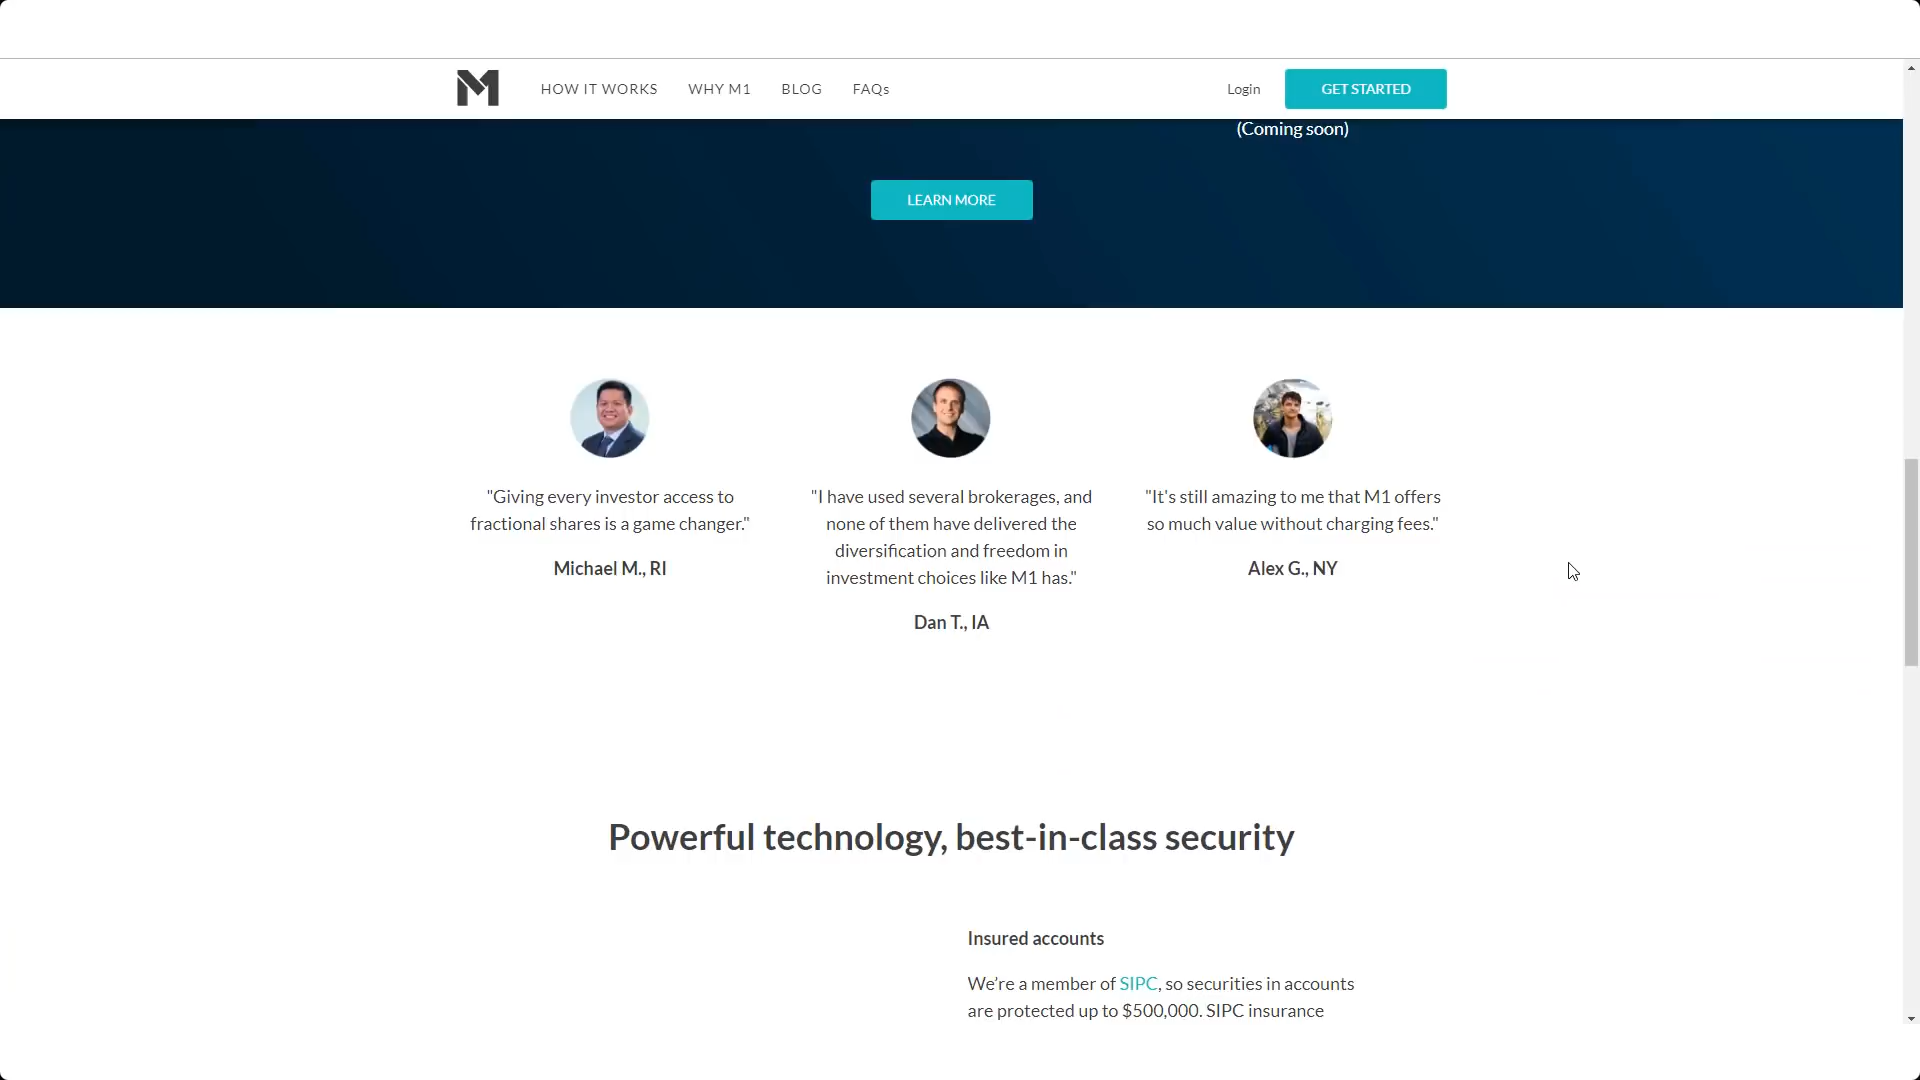 M
HOW IT WORKS
WHY M1
BLOG
FAQs
Login
GET STARTED
(Coming soon)
LEARN MORE
"Giving every investor access to
fractional shares is a game changer."
Michael M., RI
"I have used several brokerages, and
none of them have delivered the
diversification and freedom in
investment choices like M1 has."
Dan T., IA
"It's still amazing to me that M1 offers
so much value without charging fees."
Alex G., NY
Powerful technology, best-in-class security
Insured accounts
We’re a member of SIPC, so securities in accounts
are protected up to $500,000. SIPC insurance